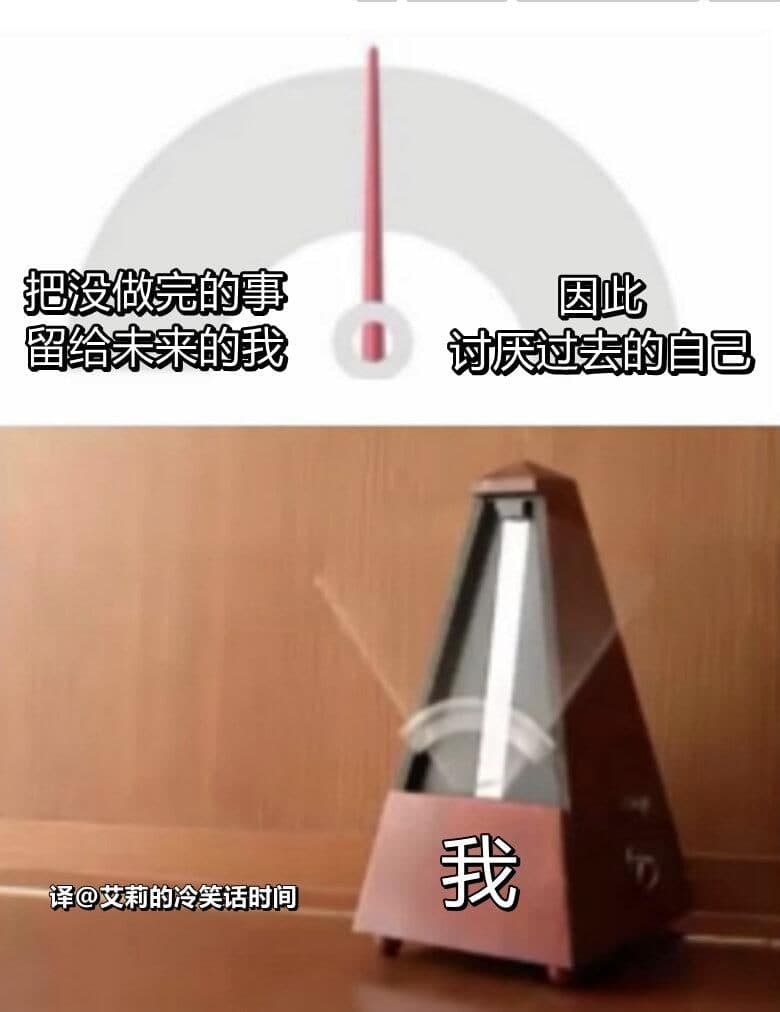 把没做完的事
留给未来的我
因此
讨厌过去的自己
我
译@艾莉的冷笑话时间